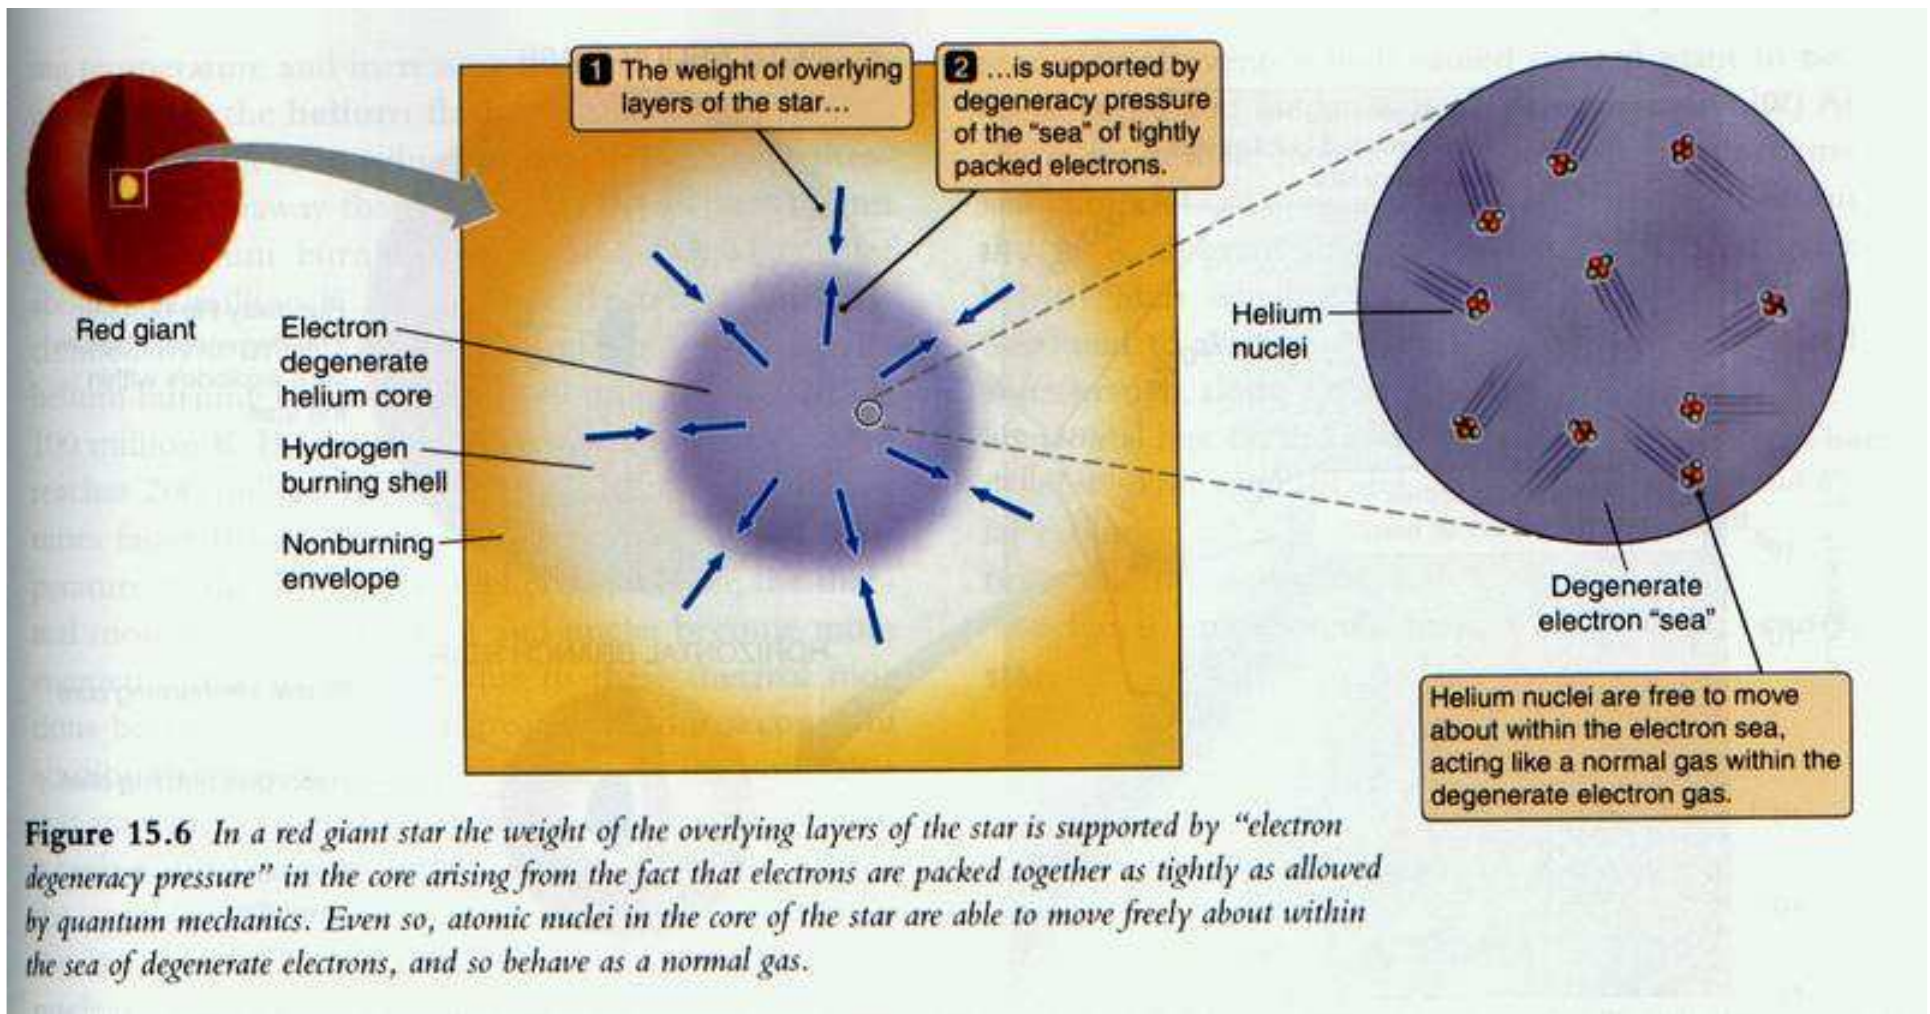 1 The weight of overlying
layers of the star...
2 ...is supported by
degeneracy pressure
of the “sea” of tightly
packed electrons.
Red giant
Electron
degenerate
helium core
Hydrogen
burning shell
Nonburning
envelope
Helium
nuclei
Degenerate
electron “sea”
Helium nuclei are free to move
about within the electron sea,
acting like a normal gas within the
degenerate electron gas.
Figure 15.6 In a red giant star the weight of the overlying layers of the star is supported by “electron
degeneracy pressure” in the core arising from the fact that electrons are packed together as tightly as allowed
by quantum mechanics. Even so, atomic nuclei in the core of the star are able to move freely about within
the sea of degenerate electrons, and so behave as a normal gas.